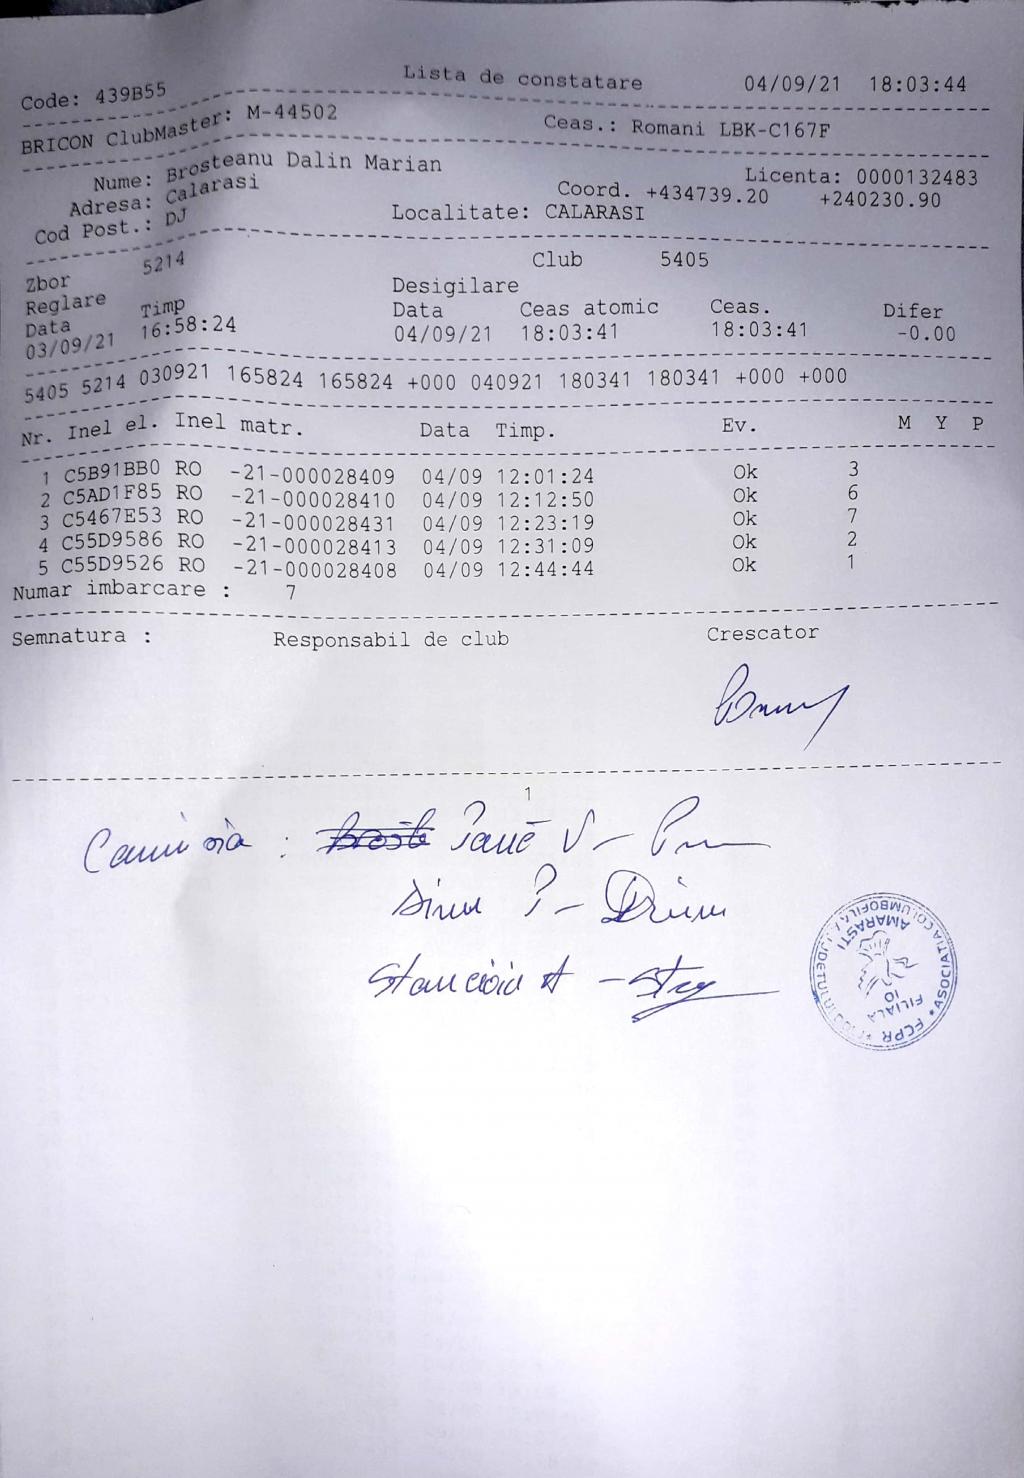 Lista de constatare 04/09/21 18:03:44
Code: 439B55
BRICON ClubMaster: M-44502 Ceas.: Romani LBK-C167F
Nume: Brosteanu Dalin Marian Licenta: 0000132483
Adresa: Calarasi Coord. +434739.20 +240230.90
Cod Post.: DJ Localitate: CALARASI
Zbor 5214 Club 5405
Reglare Desigilare
Data Timp Data Ceas atomic Ceas. Difer
03/09/21 16:58:24 04/09/21 18:03:41 18:03:41 -0.00
5405 5214 030921 165824 165824 +000 040921 180341 180341 +000 +000
Nr. Inel el. Inel matr. Data Timp. Ev. M Y P
1 C5B91BB0 RO -21-000028409 04/09 12:01:24 Ok 3
2 C5AD1F85 RO -21-000028410 04/09 12:12:50 Ok 6
3 C5467E53 RO -21-000028431 04/09 12:23:19 Ok 7
4 C55D9586 RO -21-000028413 04/09 12:31:09 Ok 2
5 C55D9526 RO -21-000028408 04/09 12:44:44 Ok 1
Numar imbarcare : 7
Semnatura : Responsabil de club Crescator
1
FCPR * ASOCIATIA COLUMBOFILA A JUDETULUI DOLJ *
FILIALA
10
AMARASTI